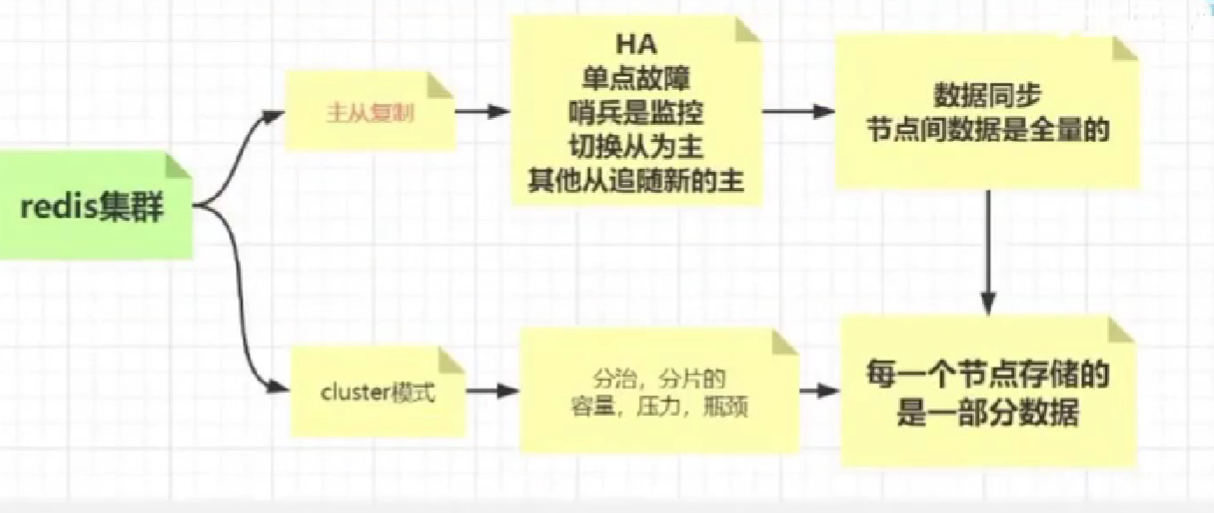 redis集群
主从复制
HA
单点故障
哨兵是监控
切换从为主
其他从追随新的主
数据同步
节点间数据是全量的
cluster模式
分治，分片的
容量，压力，瓶颈
每一个节点存储的
是一部分数据